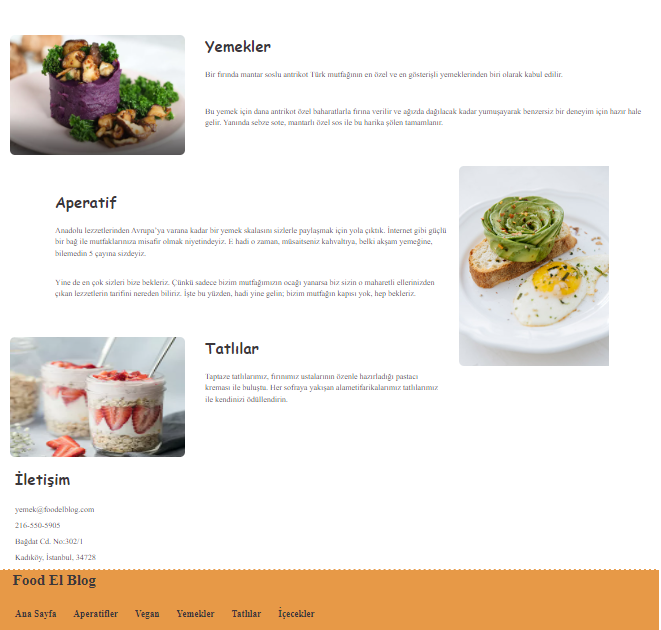 Yemekler
Bir fırında mantar soslu antrikot Türk mutfağının en özel ve en gösterişli yemeklerinden biri olarak kabul edilir.
Bu yemek için dana antrikot özel baharatlarla fırına verilir ve ağızda dağılacak kadar yumuşayarak benzersiz bir deneyim için hazır hale
gelir. Yanında sebze sote, mantarlı özel sos ile bu harika şölen tamamlanır.
Aperatif
Anadolu lezzetlerinden Avrupa'ya varana kadar bir yemek skalasını sizlerle paylaşmak için yola çıktık. İnternet gibi güçlü
bir bağ ile mutfaklarınıza misafir olmak niyetindeyiz. E hadi o zaman, müsaitseniz kahvaltıya, belki akşam yemeğine,
bilemedin 5 çayına sizdeyiz.
Yine de en çok sizleri bize bekleriz. Çünkü sadece bizim mutfağımızın ocağı yanarsa biz sizin o maharetli ellerinizden
çıkan lezzetlerin tarifini nereden biliriz. İşte bu yüzden, hadi yine gelin; bizim mutfağın kapısı yok, hep bekleriz.
Tatlılar
Taptaze tatlılarımız, fırınımız ustalarının özenle hazırladığı pastacı
kreması ile buluştu. Her sofraya yakışan alametifarikalarımız tatlılarımız
ile kendinizi ödüllendirin.
İletişim
yemek@foodelblog.com
216-550-5905
Bağdat Cd. No:302/1
Kadıköy, İstanbul, 34728
Food El Blog
Ana Sayfa Aperatifler Vegan Yemekler Tatlılar İçecekler